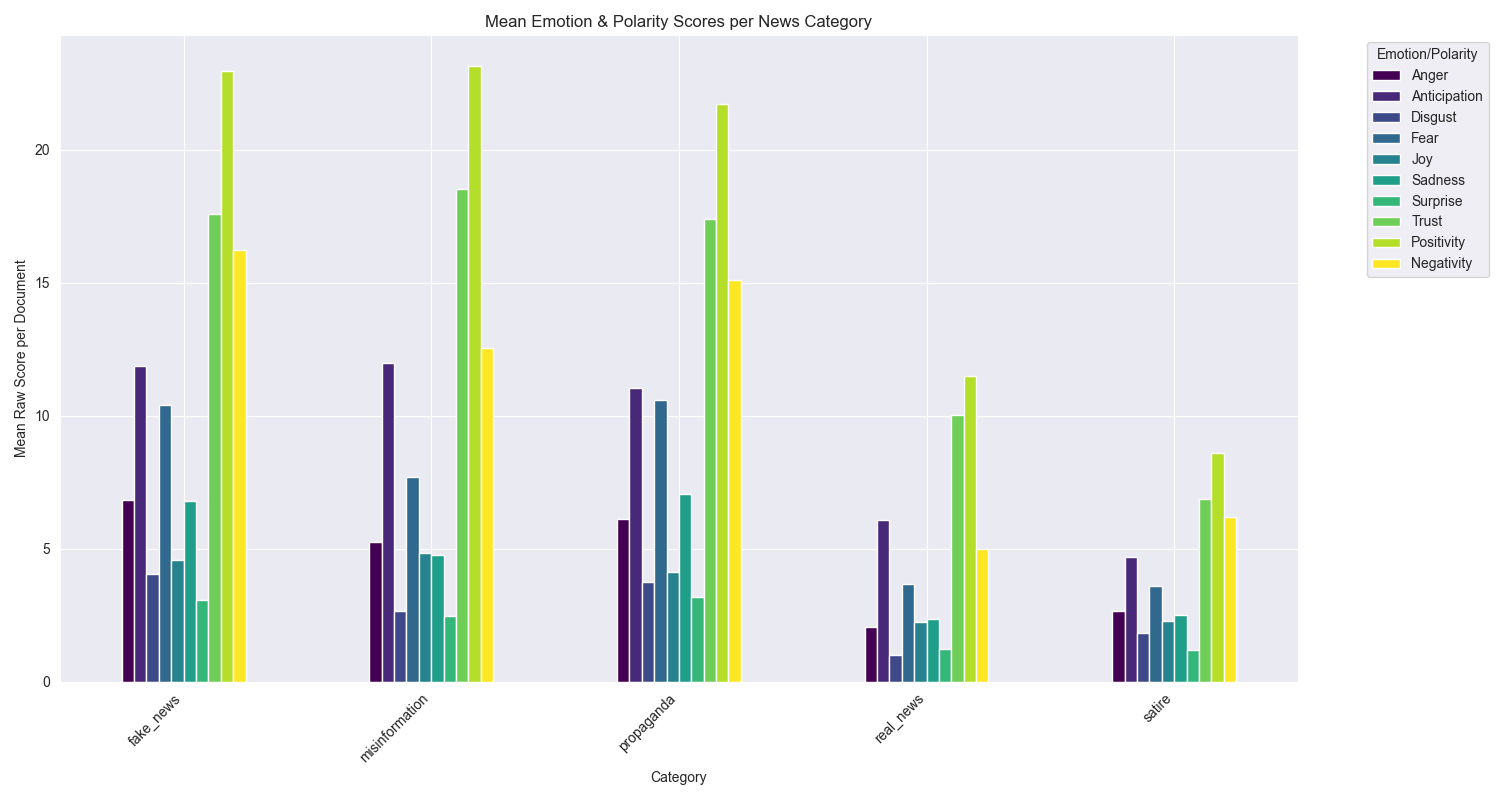 Mean Emotion & Polarity Scores per News Category
Emotion/Polarity
Anger
Anticipation
Disgust
Fear
Joy
Sadness
Surprise
Trust
Positivity
Negativity
Mean Raw Score per Document
20
15
10
5
0
fake_news
misinformation
propaganda
real_news
satire
Category